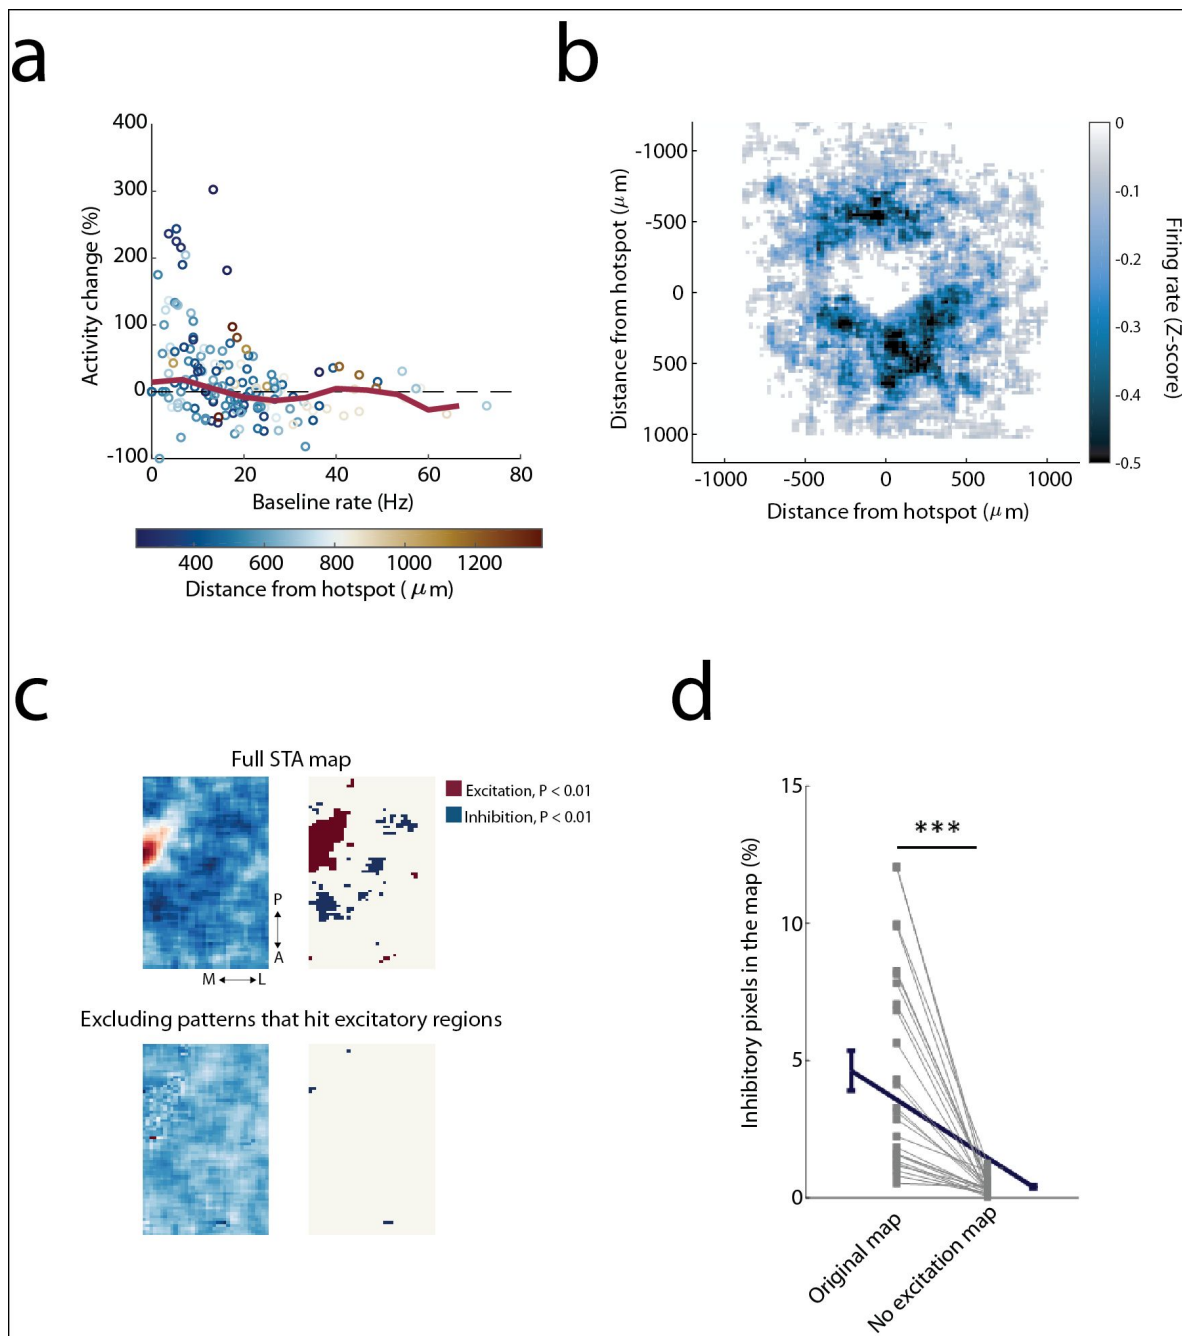 a
400
300
200
100
0
-100
Activity change (%)
0 20 40 60 80
Baseline rate (Hz)
400 600 800 1000 1200
Distance from hotspot ( μm)
b
-1000
-500
0
500
1000
Distance from hotspot (μm)
-1000 -500 0 500 1000
Distance from hotspot (μm)
0
-0.1
-0.2
-0.3
-0.4
-0.5
Firing rate (Z-score)
c
Full STA map
Excitation, P < 0.01
Inhibition, P < 0.01
P
A
M L
Excluding patterns that hit excitatory regions
d
15
10
5
0
Inhibitory pixels in the map (%)
***
Original map
No excitation map